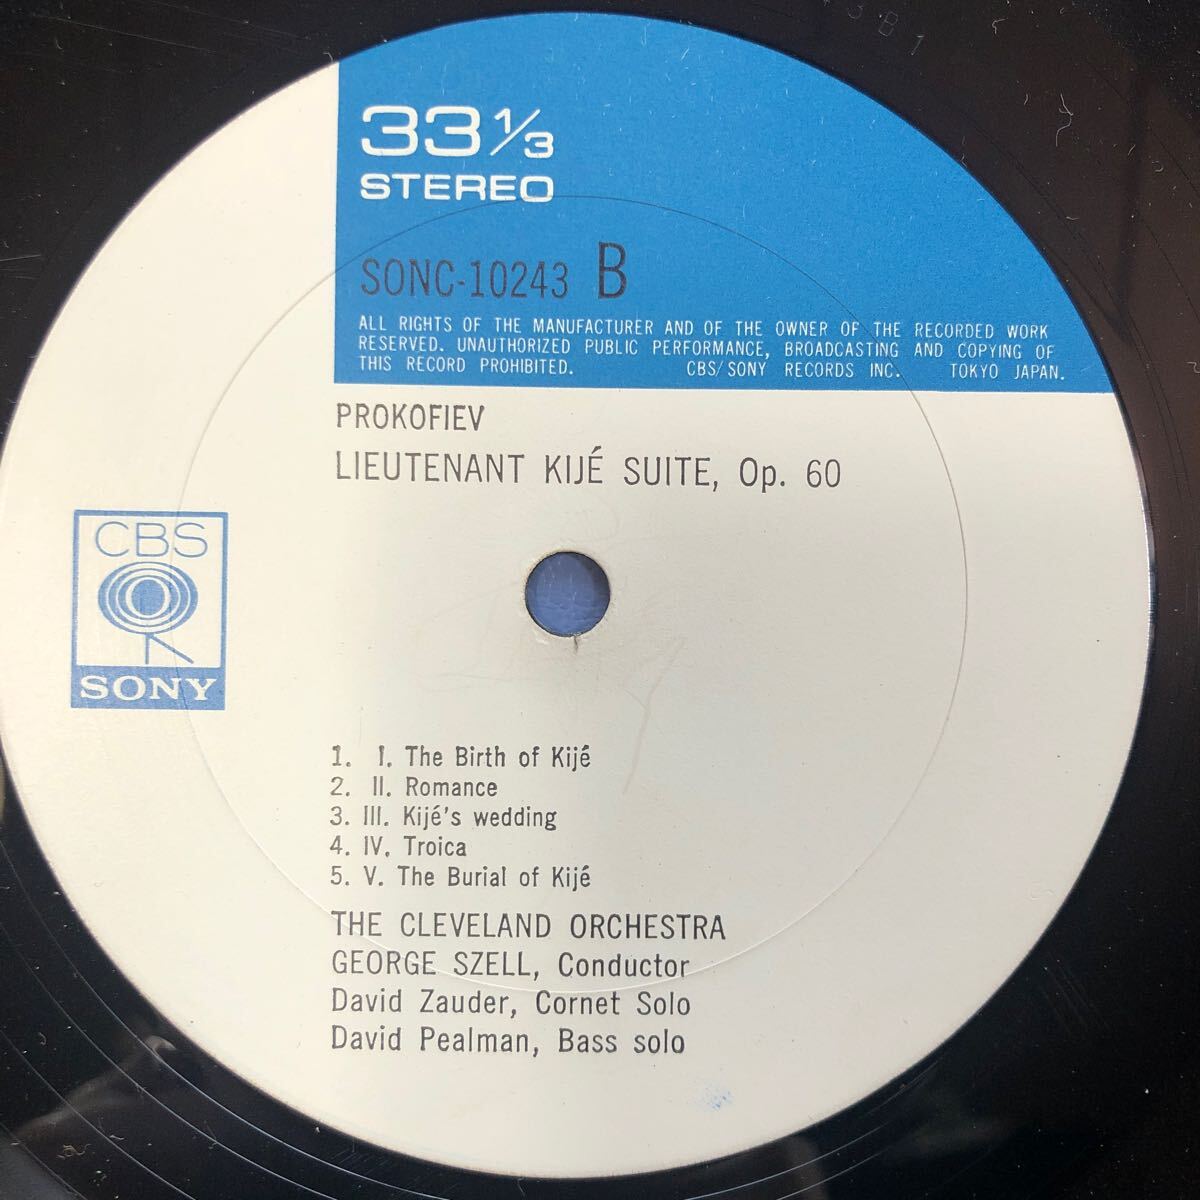 33 1/3
STEREO
SONC-10243 B
ALL RIGHTS OF THE MANUFACTURER AND OF THE OWNER OF THE RECORDED WORK
RESERVED. UNAUTHORIZED PUBLIC PERFORMANCE, BROADCASTING AND COPYING OF
THIS RECORD PROHIBITED. CBS/SONY RECORDS INC. TOKYO JAPAN.
PROKOFIEV
LIEUTENANT KIJÉ SUITE, Op. 60
CBS
SONY
1. I. The Birth of Kijé
2. II. Romance
3. III. Kijé's wedding
4. IV. Troica
5. V. The Burial of Kijé
THE CLEVELAND ORCHESTRA
GEORGE SZELL, Conductor
David Zauder, Cornet Solo
David Pealman, Bass solo